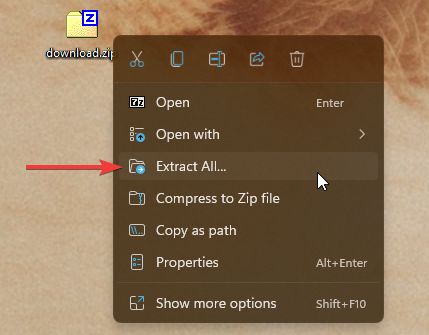 download.zip
Open Enter
Open with
Extract All...
Compress to Zip file
Copy as path
Properties Alt+Enter
Show more options Shift+F10